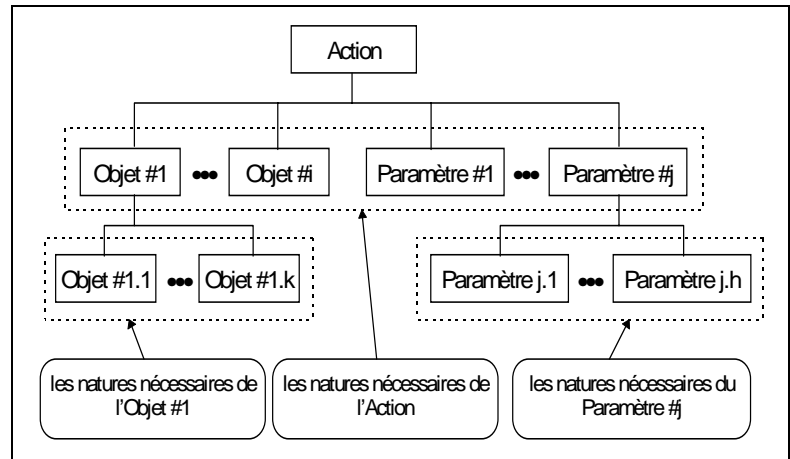 Action
Objet #1 ●●● Objet #i Paramètre #1 ●●● Paramètre #j
Objet #1.1 ●●● Objet #1.k Paramètre j.1 ●●● Paramètre j.h
les natures nécessaires de
l'Objet #1
les natures nécessaires de
l'Action
les natures nécessaires du
Paramètre #j